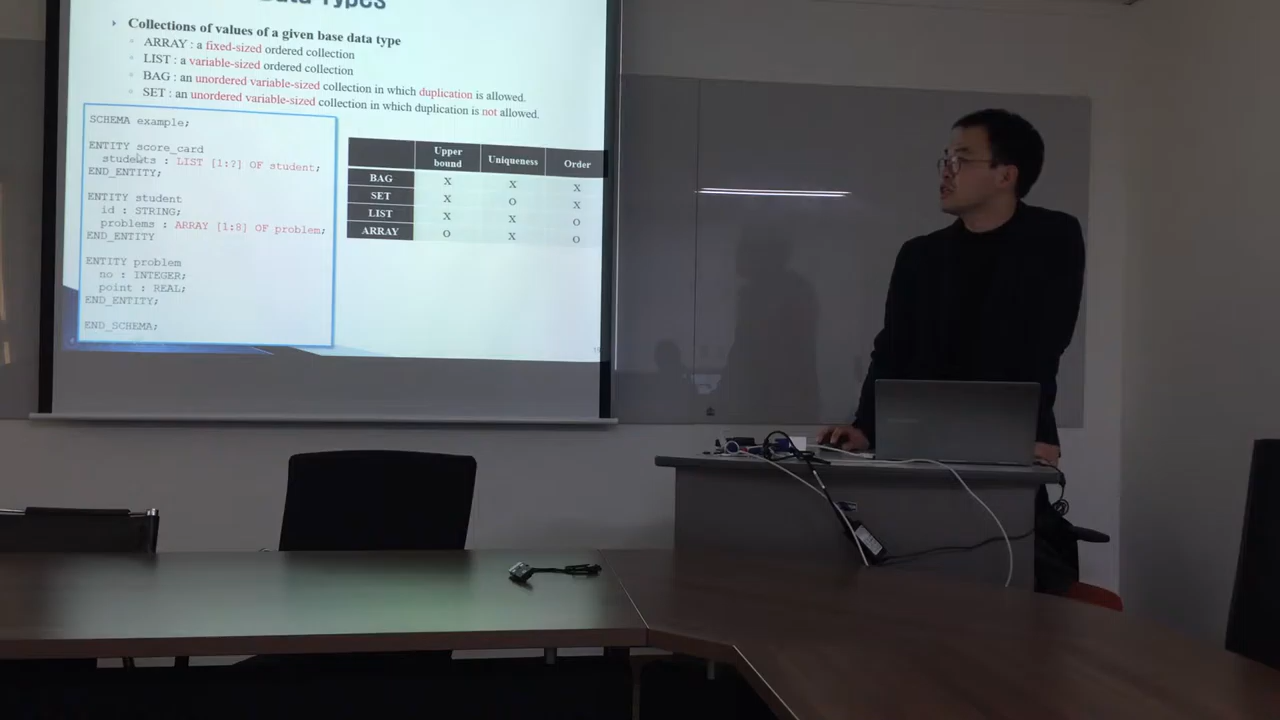 Data Types
Collections of values of a given base data type
ARRAY : a fixed-sized ordered collection
LIST : a variable-sized ordered collection
BAG : an unordered variable-sized collection in which duplication is allowed.
SET : an unordered variable-sized collection in which duplication is not allowed.
SCHEMA example;
ENTITY score_card
students : LIST [1:?] OF student;
END_ENTITY;
ENTITY student
id : STRING;
problems : ARRAY [1:8] OF problem;
END_ENTITY
ENTITY problem
no : INTEGER;
point : REAL;
END_ENTITY;
END_SCHEMA;
Upper bound Uniqueness Order
BAG X X X
SET X O X
LIST X X O
ARRAY O X O